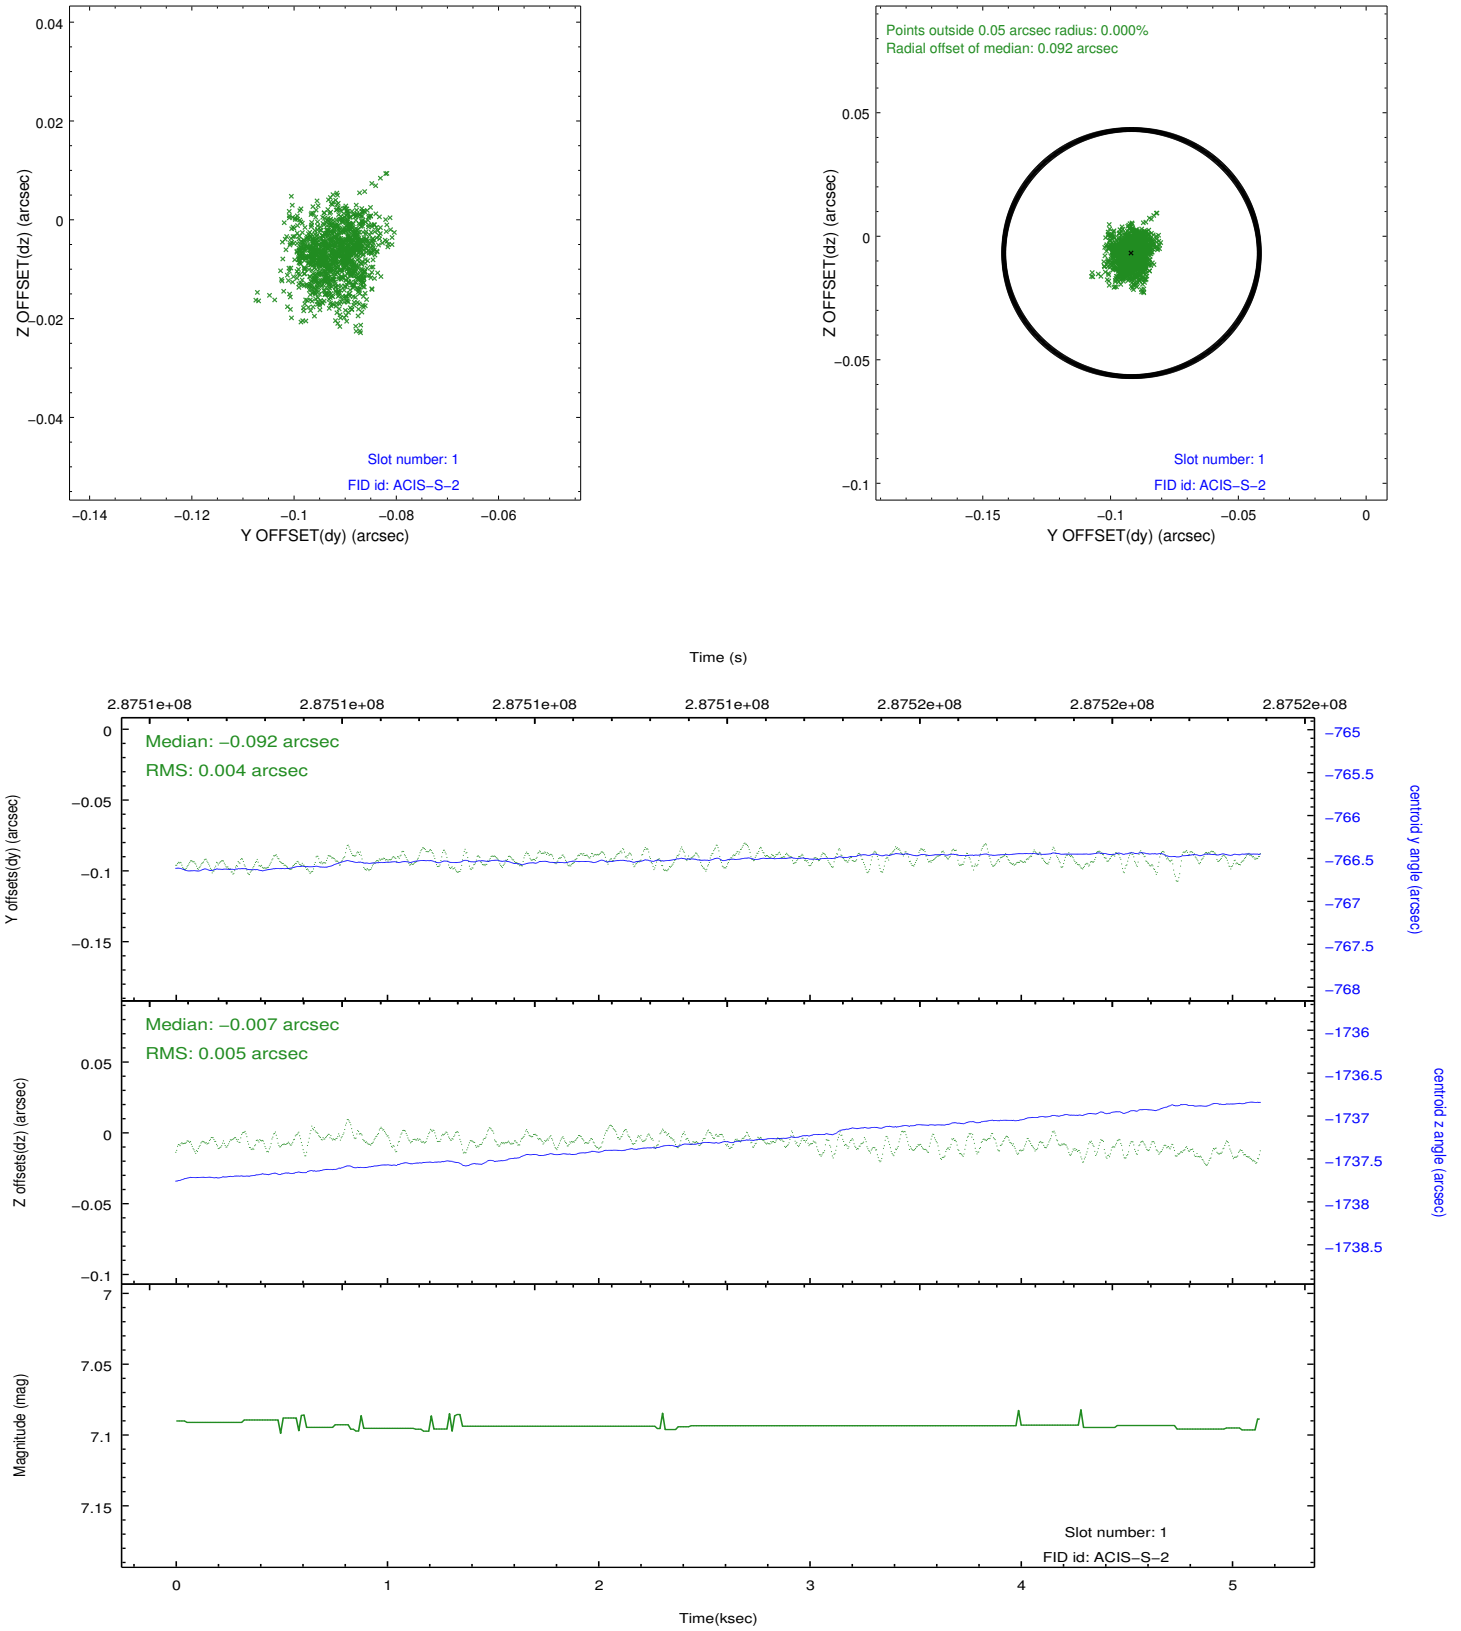 0.04
0.02
0
−0.02
−0.04
Z OFFSET(dz) (arcsec)
Slot number: 1
FID id: ACIS−S−2
−0.14 −0.12 −0.1 −0.08 −0.06
Y OFFSET(dy) (arcsec)
Points outside 0.05 arcsec radius: 0.000%
Radial offset of median: 0.092 arcsec
0.05
0
−0.05
−0.1
Z OFFSET(dz) (arcsec)
Slot number: 1
FID id: ACIS−S−2
−0.15 −0.1 −0.05 0
Y OFFSET(dy) (arcsec)
Time (s)
2.8751e+08 2.8751e+08 2.8751e+08 2.8751e+08 2.8752e+08 2.8752e+08 2.8752e+08
Median: −0.092 arcsec
RMS: 0.004 arcsec
0
−0.05
−0.1
−0.15
Y offsets(dy) (arcsec)
−765
−765.5
−766
−766.5
−767
−767.5
−768
centroid y angle (arcsec)
Median: −0.007 arcsec
RMS: 0.005 arcsec
0.05
0
−0.05
−0.1
Z offsets(dz) (arcsec)
−1736
−1736.5
−1737
−1737.5
−1738
−1738.5
centroid z angle (arcsec)
7
7.05
7.1
7.15
Magnitude (mag)
Slot number: 1
FID id: ACIS−S−2
0 1 2 3 4 5
Time(ksec)